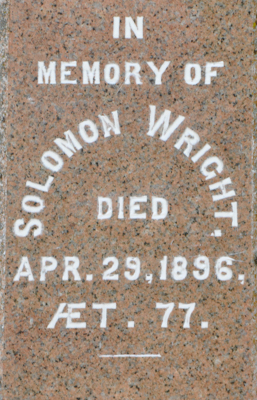 IN
MEMORY OF
SOLOMON WRIGHT,
DIED
APR. 29, 1896.
ÆT. 77.